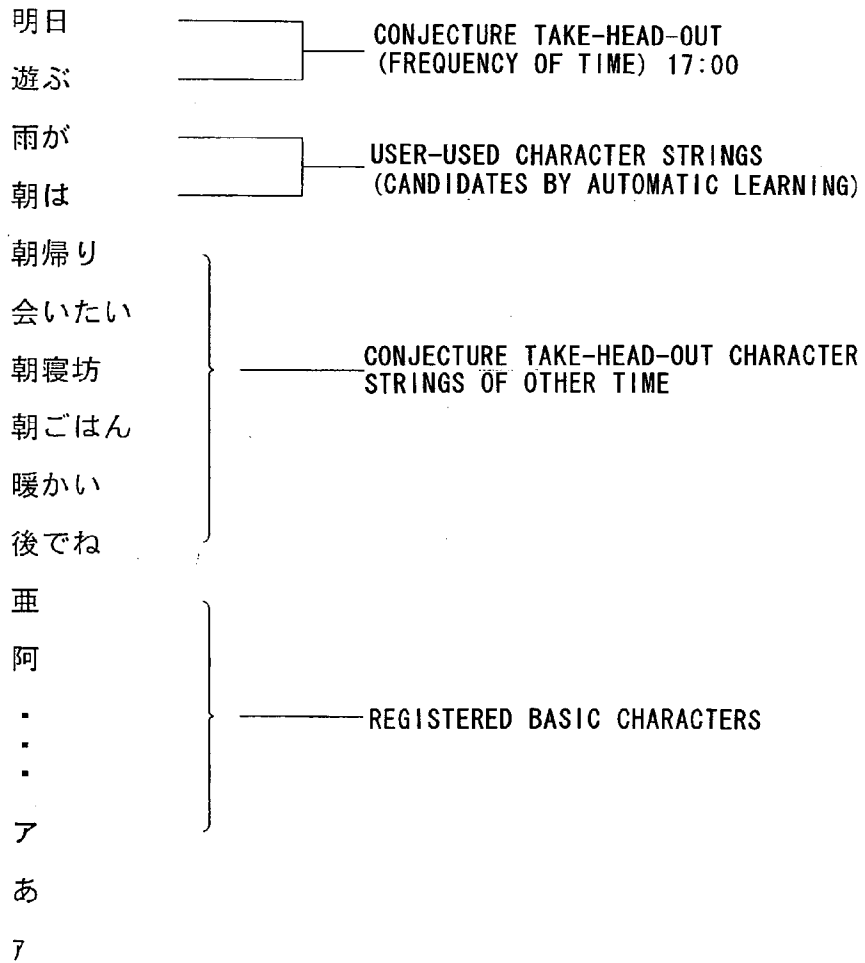 明日
遊ぶ
CONJECTURE TAKE-HEAD-OUT
(FREQUENCY OF TIME) 17:00
雨が
朝は
USER-USED CHARACTER STRINGS
(CANDIDATES BY AUTOMATIC LEARNING)
朝帰り
会いたい
朝寝坊
朝ごはん
暖かい
後でね
CONJECTURE TAKE-HEAD-OUT CHARACTER
STRINGS OF OTHER TIME
亜
阿
・
・
・
ア
REGISTERED BASIC CHARACTERS
あ
ｱ